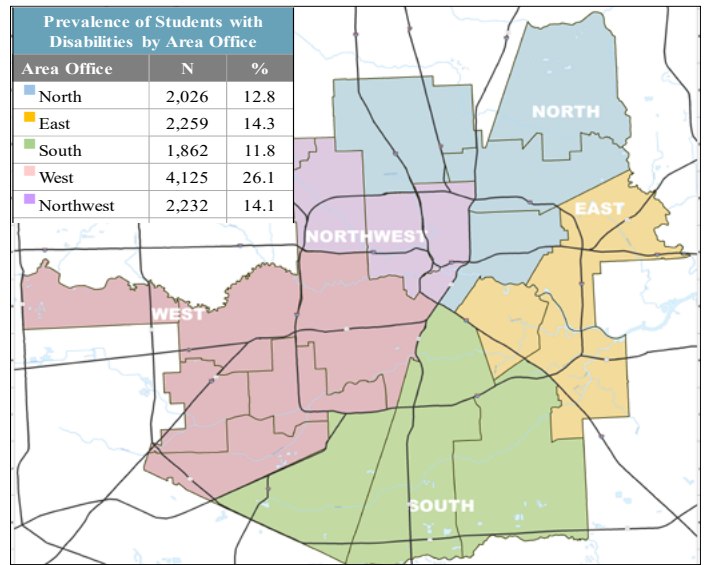 Prevalence of Students with
Disabilities by Area Office
Area Office N %
North 2,026 12.8
East 2,259 14.3
South 1,862 11.8
West 4,125 26.1
Northwest 2,232 14.1
NORTH
EAST
NORTHWEST
WEST
SOUTH